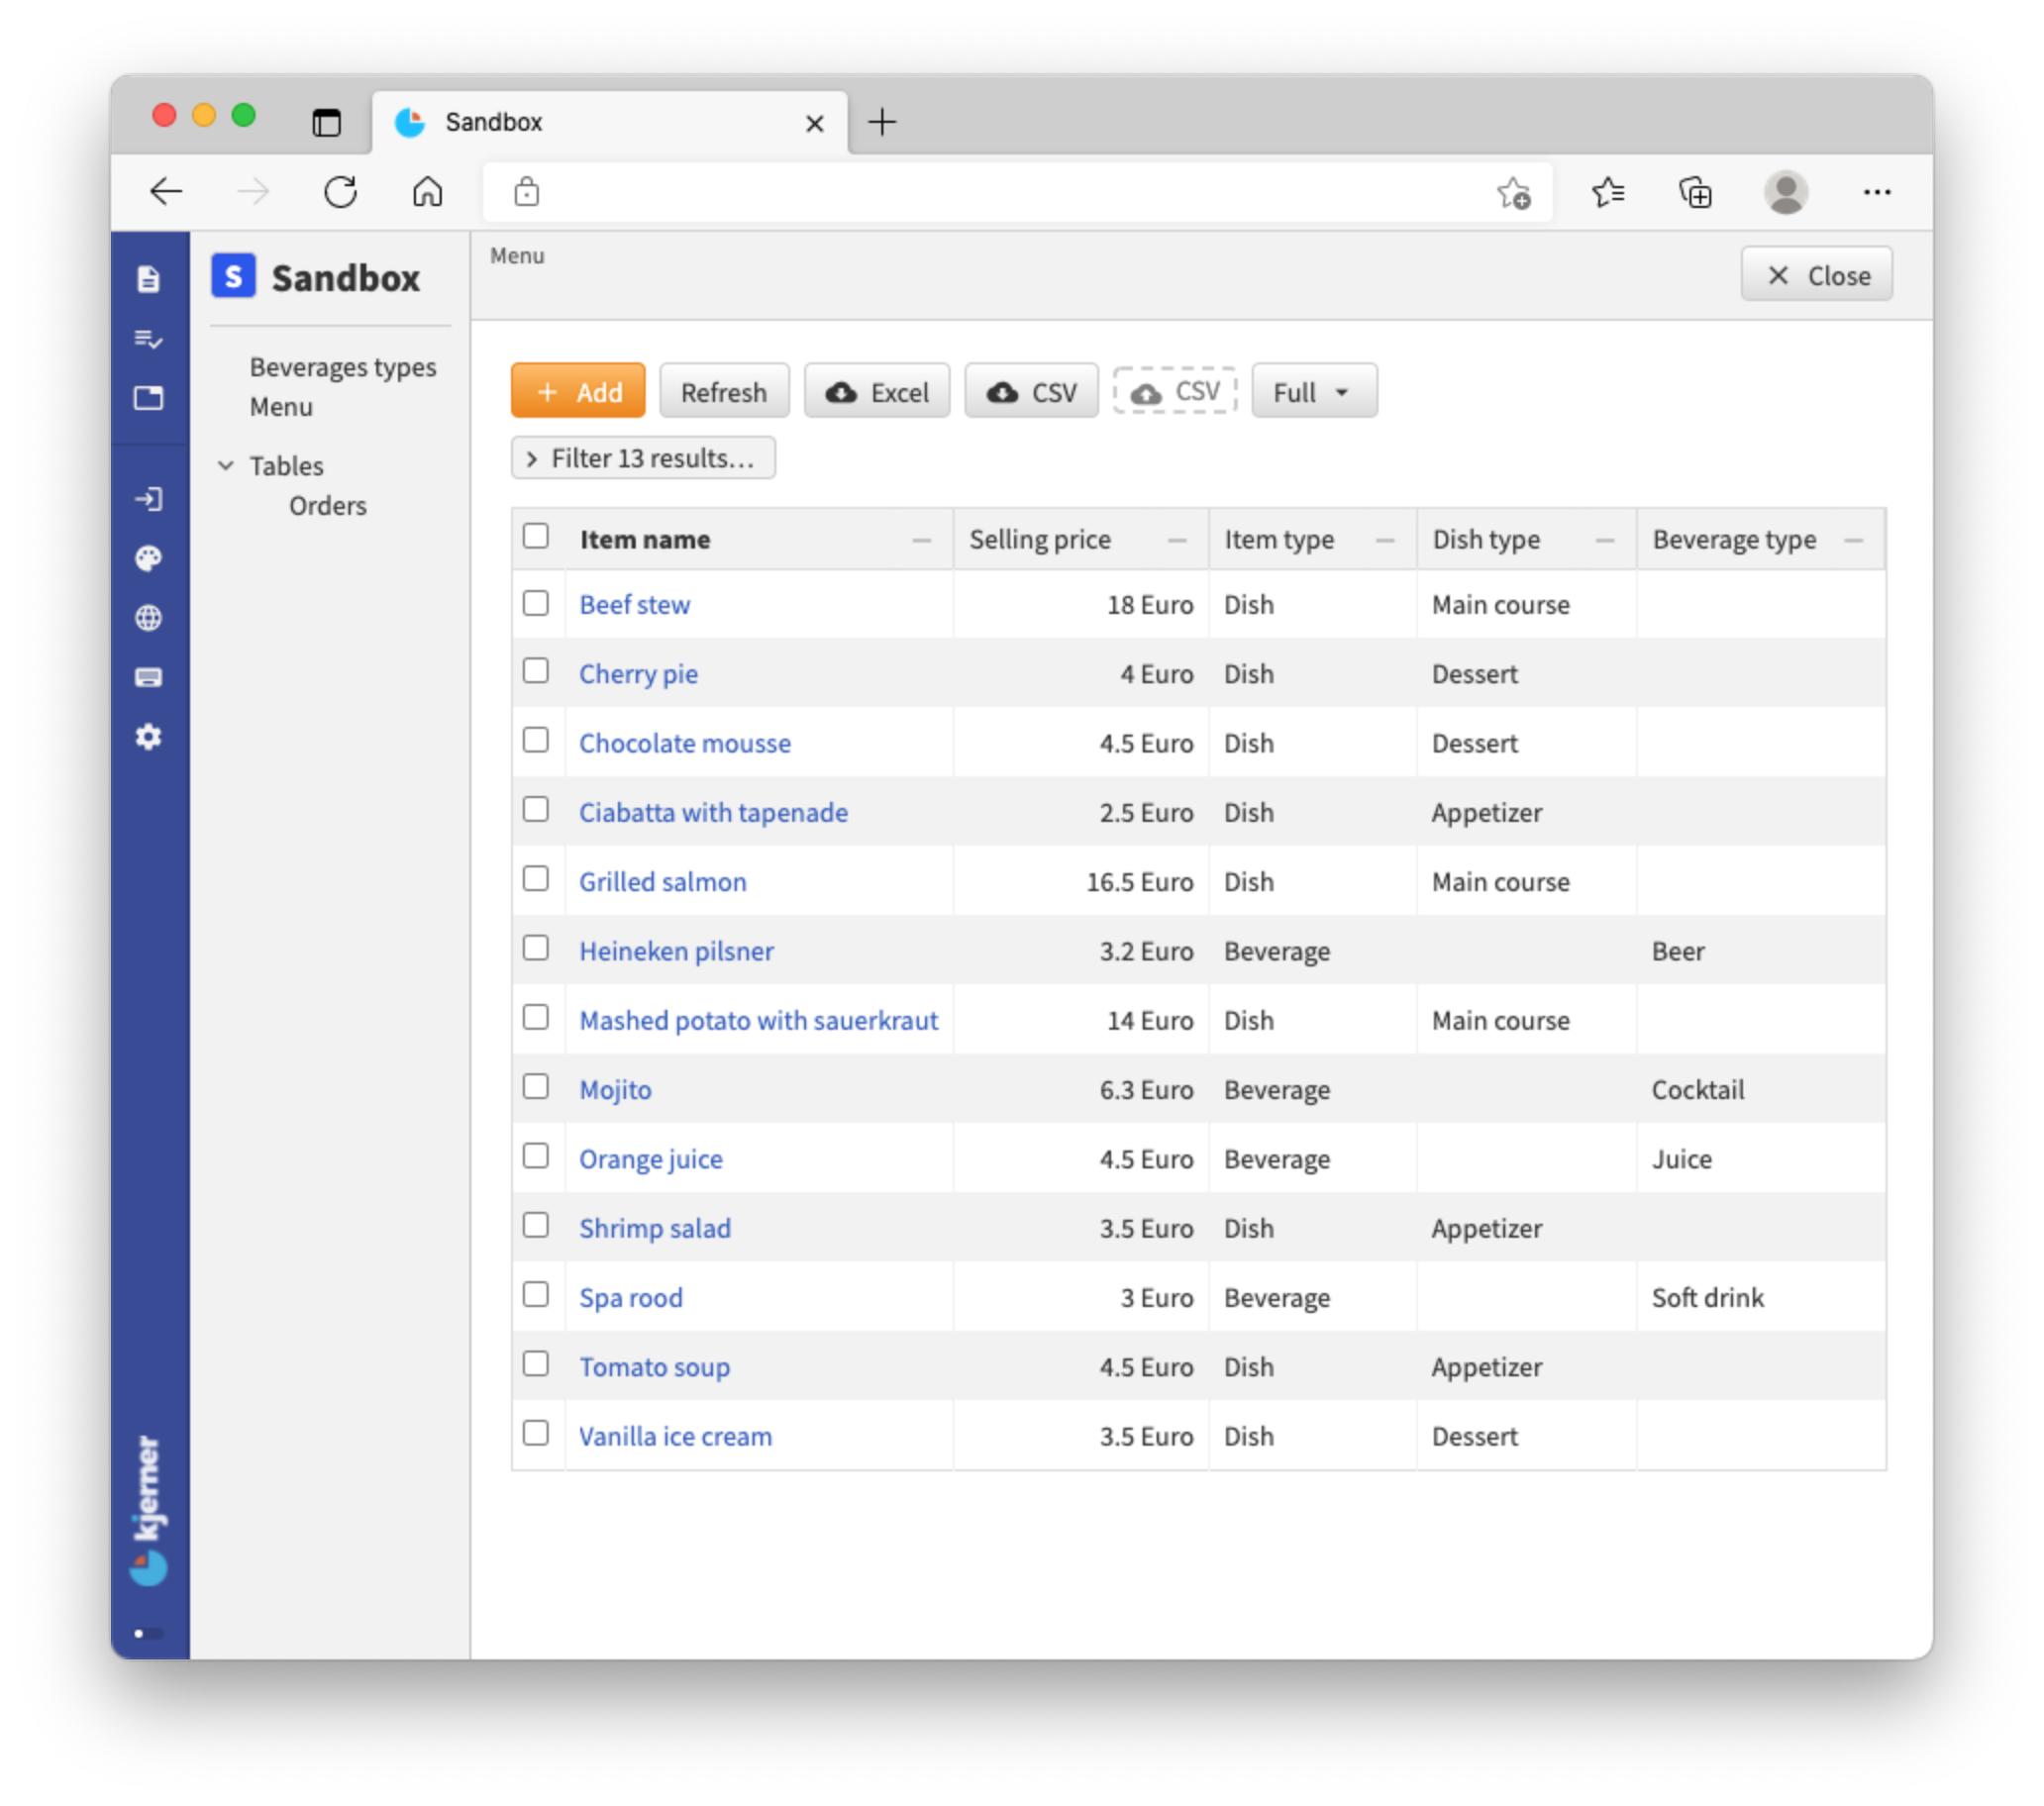 Sandbox
S Sandbox
Menu
Close
Beverages types
Menu
Tables
Orders
Add Refresh Excel CSV CSV Full
Filter 13 results...
Item name Selling price Item type Dish type Beverage type
Beef stew 18 Euro Dish Main course
Cherry pie 4 Euro Dish Dessert
Chocolate mousse 4.5 Euro Dish Dessert
Ciabatta with tapenade 2.5 Euro Dish Appetizer
Grilled salmon 16.5 Euro Dish Main course
Heineken pilsner 3.2 Euro Beverage Beer
Mashed potato with sauerkraut 14 Euro Dish Main course
Mojito 6.3 Euro Beverage Cocktail
Orange juice 4.5 Euro Beverage Juice
Shrimp salad 3.5 Euro Dish Appetizer
Spa rood 3 Euro Beverage Soft drink
Tomato soup 4.5 Euro Dish Appetizer
Vanilla ice cream 3.5 Euro Dish Dessert
kjerner